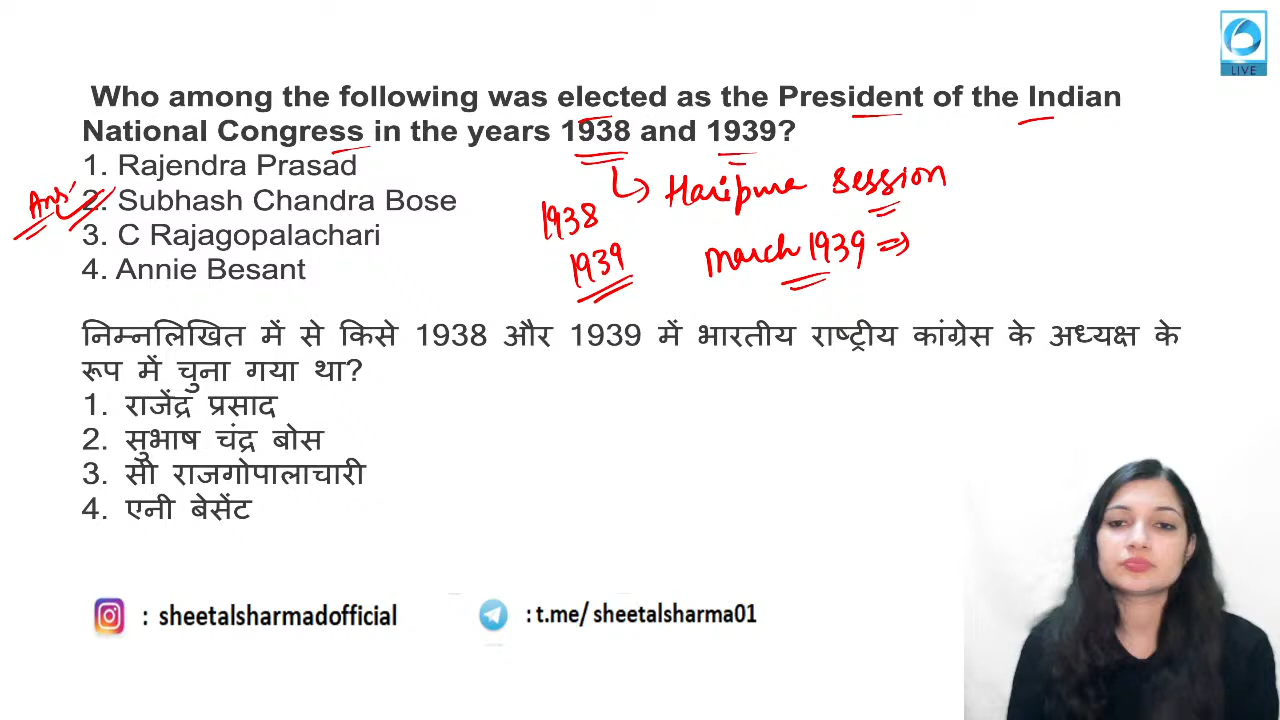 LIVE
Who among the following was elected as the President of the Indian
National Congress in the years 1938 and 1939?
1. Rajendra Prasad
2. Subhash Chandra Bose
3. C Rajagopalachari
4. Annie Besant
Ans:
Haripura session
1938
1939
March 1939 ⇒
निम्नलिखित में से किसे 1938 और 1939 में भारतीय राष्ट्रीय कांग्रेस के अध्यक्ष के
रूप में चुना गया था?
1. राजेंद्र प्रसाद
2. सुभाष चंद्र बोस
3. सी राजगोपालाचारी
4. एनी बेसेंट
: sheetalsharmadofficial
: t.me/ sheetalsharma01